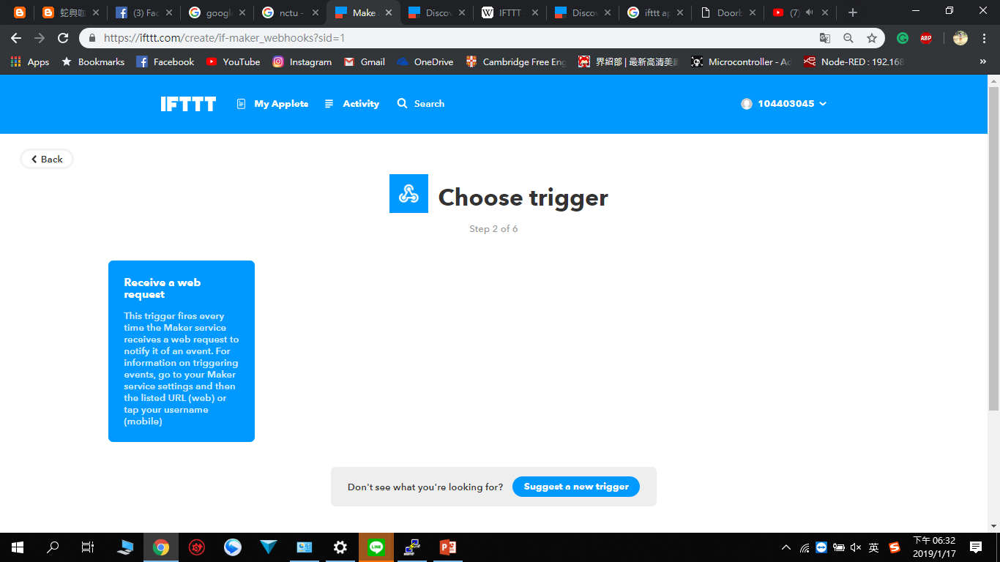 蛇與咖
(3) Fac
googl
nctu -
Make
Discov
IFTTT -
Discov
ifttt ap
Doorb
(7)
https://ifttt.com/create/if-maker_webhooks?sid=1
ABP
Apps
Bookmarks
Facebook
YouTube
Instagram
Gmail
OneDrive
Cambridge Free Eng
界紹部 | 最新高清美
Microcontroller - Ad
Node-RED : 192.168
IFTTT
My Applets
Activity
Search
104403045
Back
Choose trigger
Step 2 of 6
Receive a web
request
This trigger fires every
time the Maker service
receives a web request to
notify it of an event. For
information on triggering
events, go to your Maker
service settings and then
the listed URL (web) or
tap your username
(mobile)
Don't see what you're looking for?
Suggest a new trigger
LINE
英
下午 06:32
2019/1/17